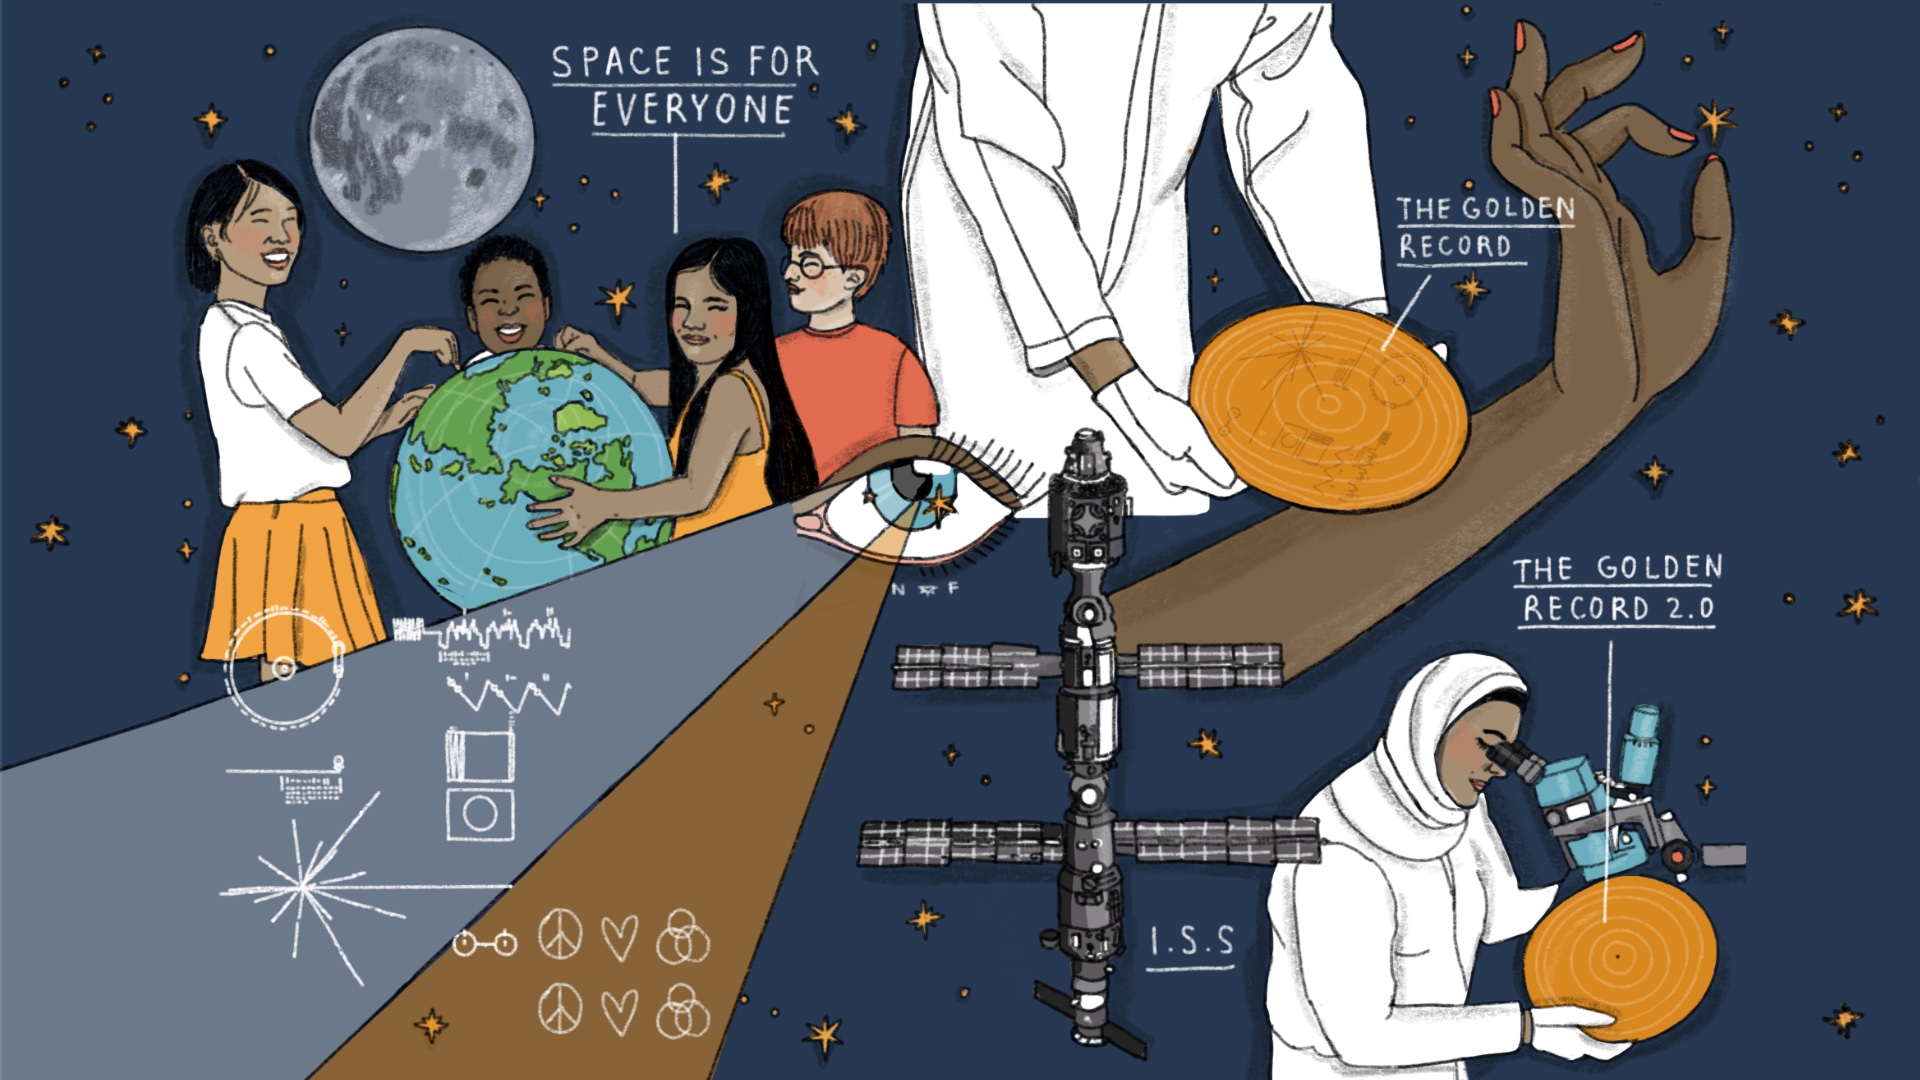 SPACE IS FOR
EVERYONE
THE GOLDEN
RECORD
N F
THE GOLDEN
RECORD 2.0
I.S.S